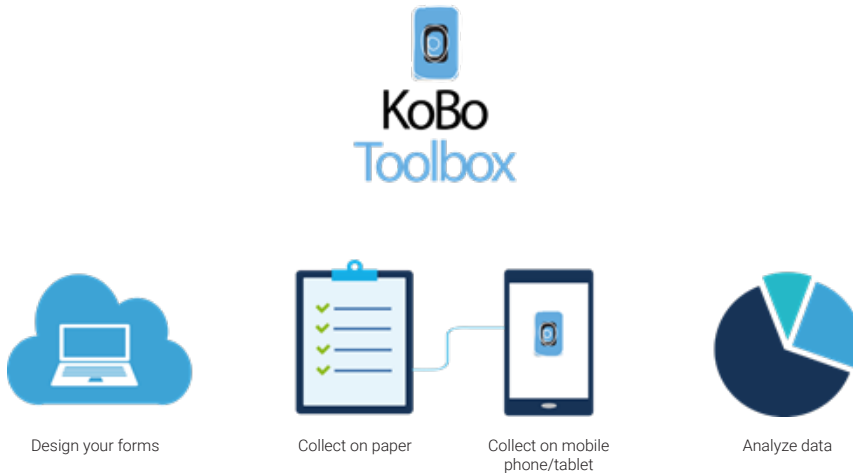 KoBo
Toolbox
Design your forms
Collect on paper
Collect on mobile
phone/tablet
Analyze data